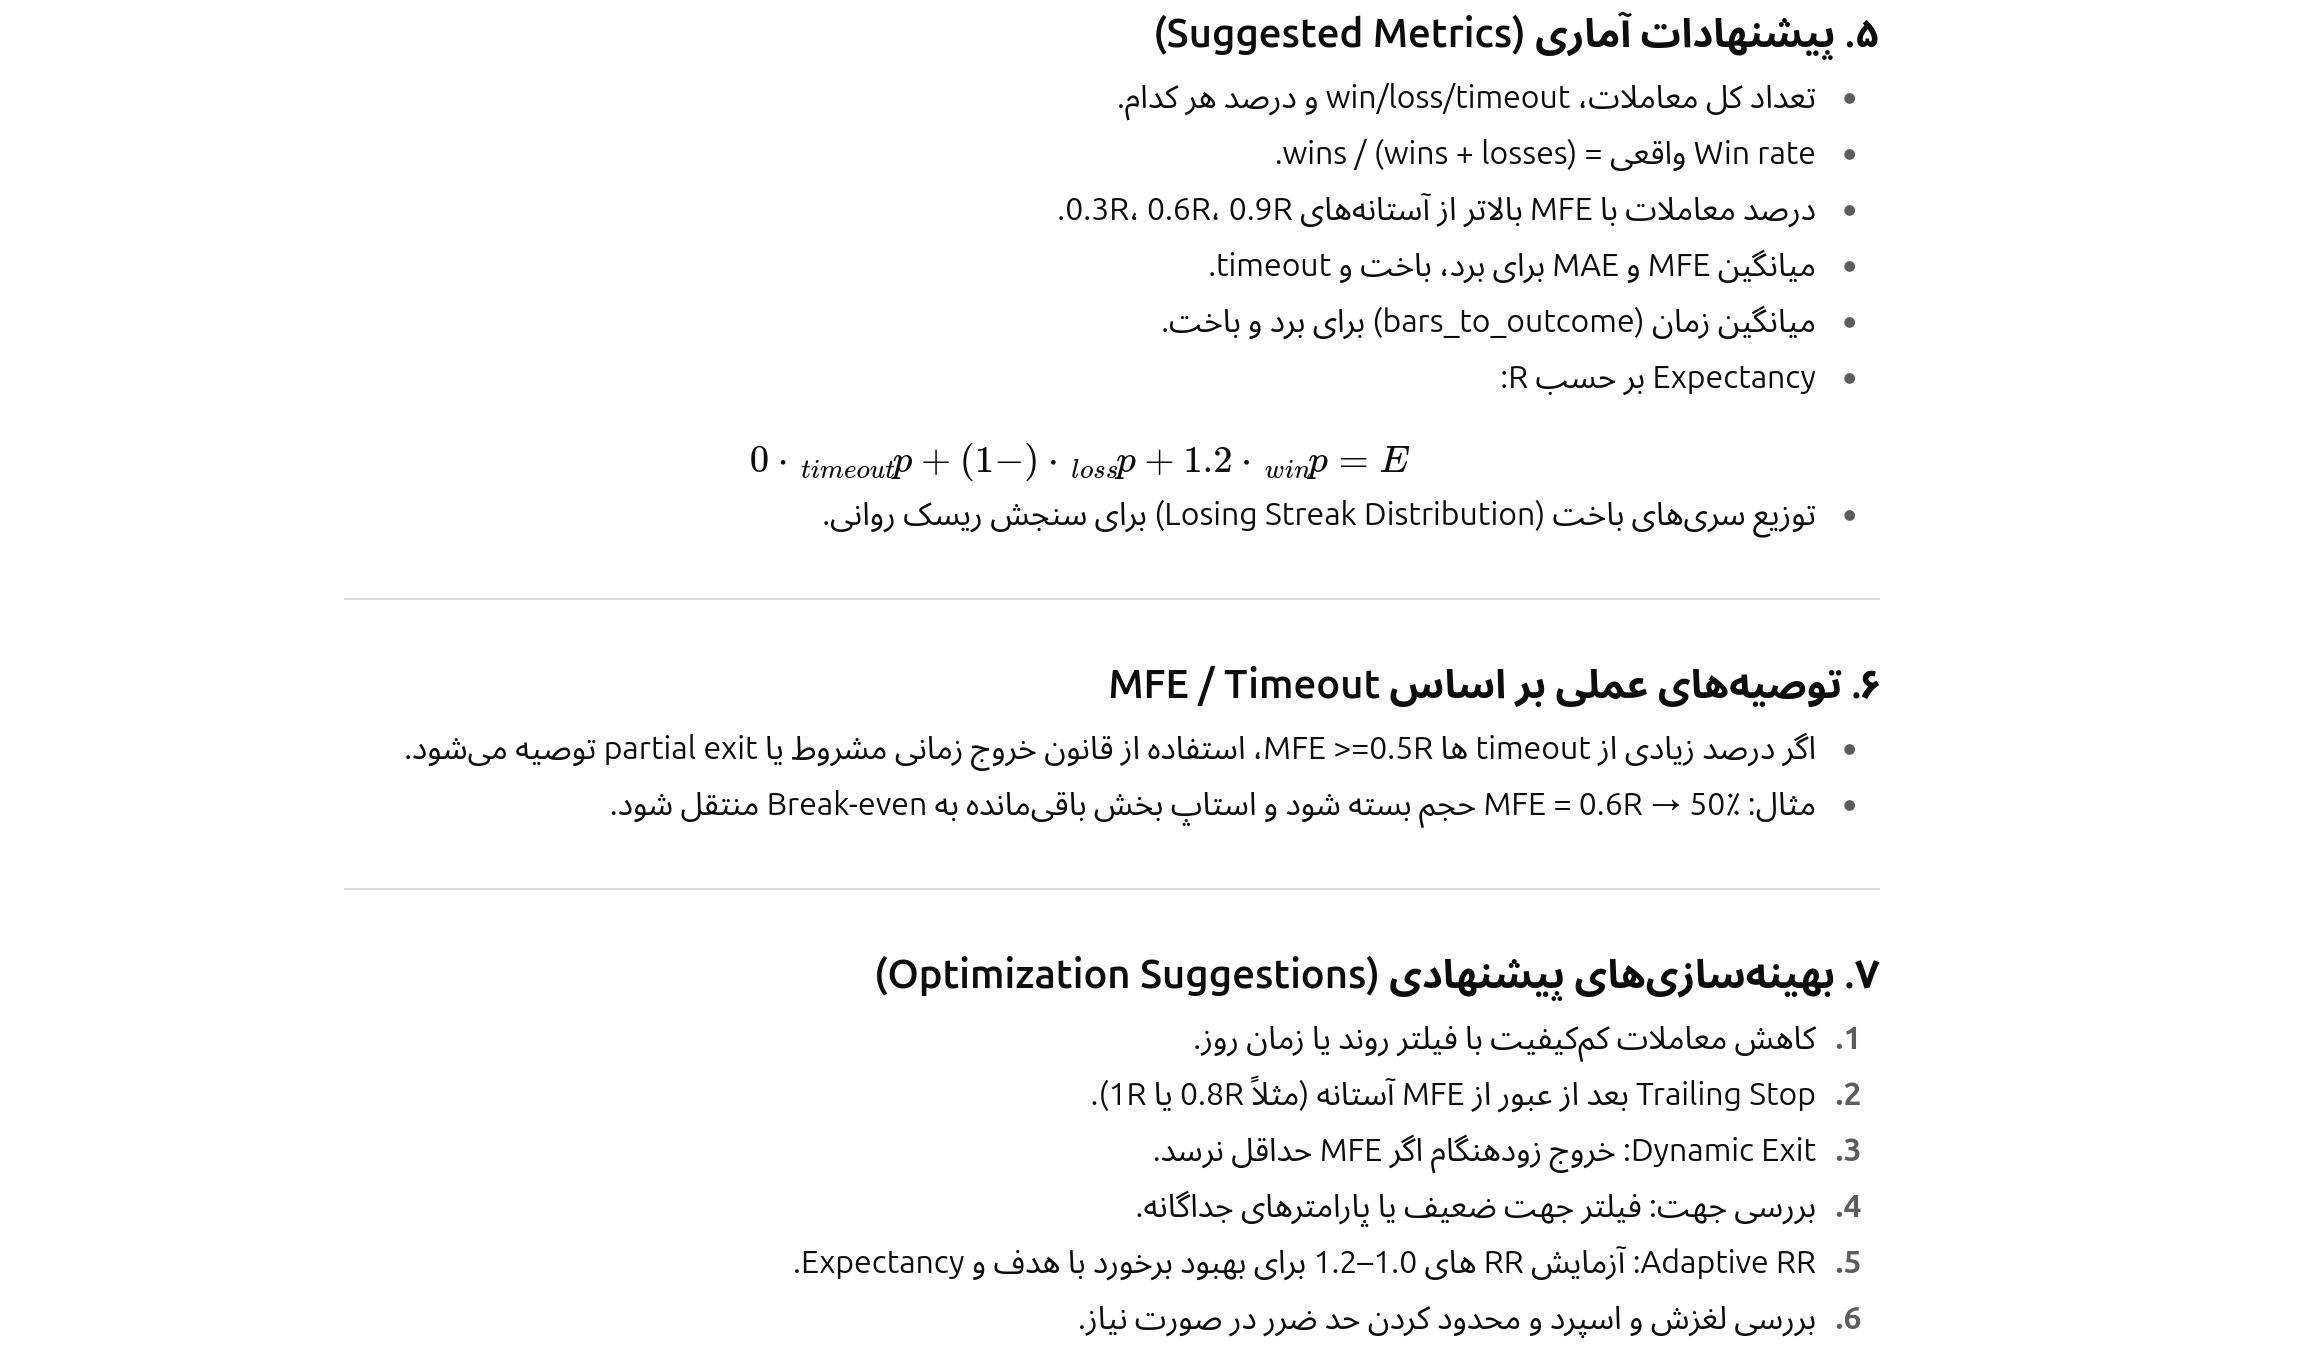 ۵. پیشنهادات آماری (Suggested Metrics)
• تعداد کل معاملات، win/loss/timeout و درصد هر کدام.
• Win rate واقعی = wins / (wins + losses).
• درصد معاملات با MFE بالاتر از آستانه‌های 0.3R، 0.6R، 0.9R.
• میانگین MFE و MAE برای برد، باخت و timeout.
• میانگین زمان (bars_to_outcome) برای برد و باخت.
• Expectancy بر حسب R:
0 · timeoutp + (1−) · lossp + 1.2 · winp = E
• توزیع سری‌های باخت (Losing Streak Distribution) برای سنجش ریسک روانی.
۶. توصیه‌های عملی بر اساس MFE / Timeout
• اگر درصد زیادی از timeout ها MFE >=0.5R، استفاده از قانون خروج زمانی مشروط یا partial exit توصیه می‌شود.
• مثال: MFE = 0.6R → 50٪ حجم بسته شود و استاپ بخش باقی‌مانده به Break-even منتقل شود.
۷. بهینه‌سازی‌های پیشنهادی (Optimization Suggestions)
1. کاهش معاملات کم‌کیفیت با فیلتر روند یا زمان روز.
2. Trailing Stop بعد از عبور از MFE آستانه (مثلاً 0.8R یا 1R).
3. Dynamic Exit: خروج زودهنگام اگر MFE حداقل نرسد.
4. بررسی جهت: فیلتر جهت ضعیف یا پارامترهای جداگانه.
5. Adaptive RR: آزمایش RR های 1.0–1.2 برای بهبود برخورد با هدف و Expectancy.
6. بررسی لغزش و اسپرد و محدود کردن حد ضرر در صورت نیاز.